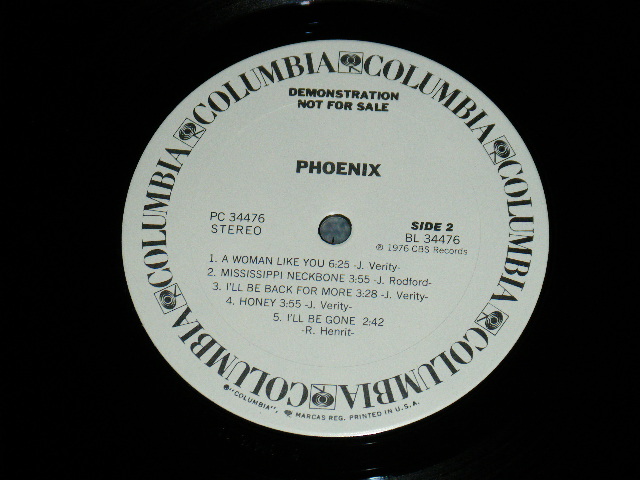 COLUMBIA COLUMBIA COLUMBIA COLUMBIA COLUMBIA COLUMBIA COLUMBIA
DEMONSTRATION
NOT FOR SALE
PHOENIX
PC 34476
STEREO
SIDE 2
BL 34476
℗ 1976 CBS Records
1. A WOMAN LIKE YOU 6:25 -J. Verity-
2. MISSISSIPPI NECKBONE 3:55 -J. Rodford-
3. I'LL BE BACK FOR MORE 3:28 -J. Verity-
4. HONEY 3:55 -J. Verity-
5. I'LL BE GONE 2:42
-R. Henrit-
"COLUMBIA", MARCAS REG. PRINTED IN U.S.A.